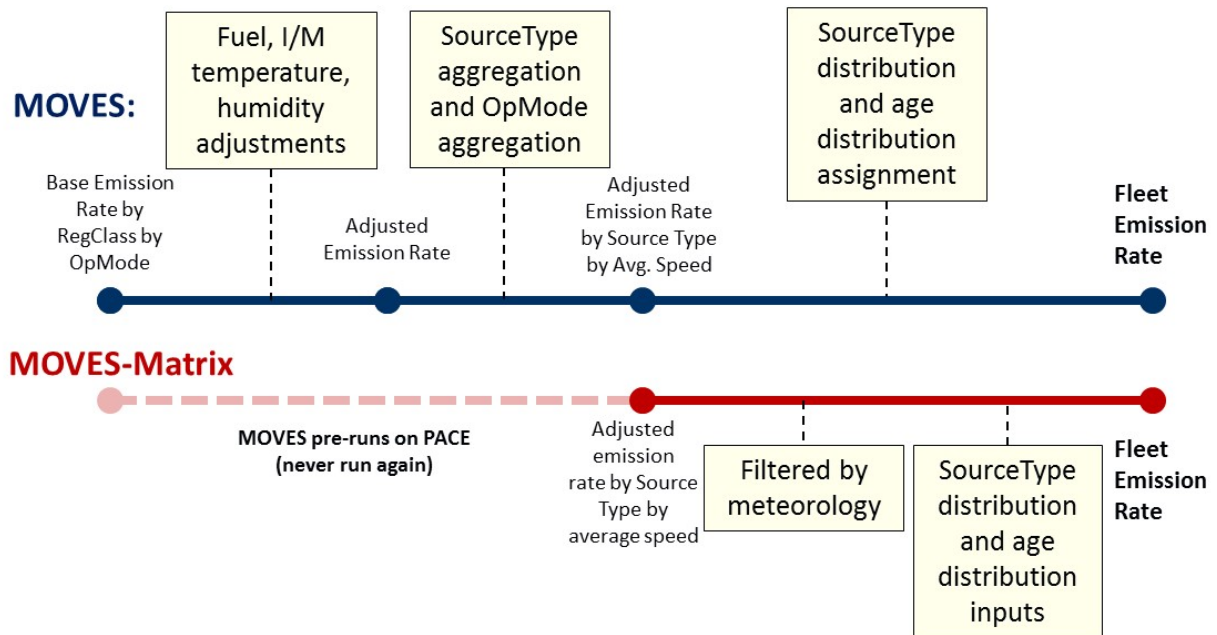 MOVES:
Fuel, I/M
temperature,
humidity
adjustments
SourceType
aggregation
and OpMode
aggregation
SourceType
distribution
and age
distribution
assignment
Base Emission
Rate by
RegClass by
OpMode
Adjusted
Emission Rate
Adjusted
Emission Rate
by Source Type
by Avg. Speed
Fleet
Emission
Rate
MOVES-Matrix
MOVES pre-runs on PACE
(never run again)
Adjusted
emission
rate by Source
Type by
average speed
Filtered by
meteorology
SourceType
distribution
and age
distribution
inputs
Fleet
Emission
Rate